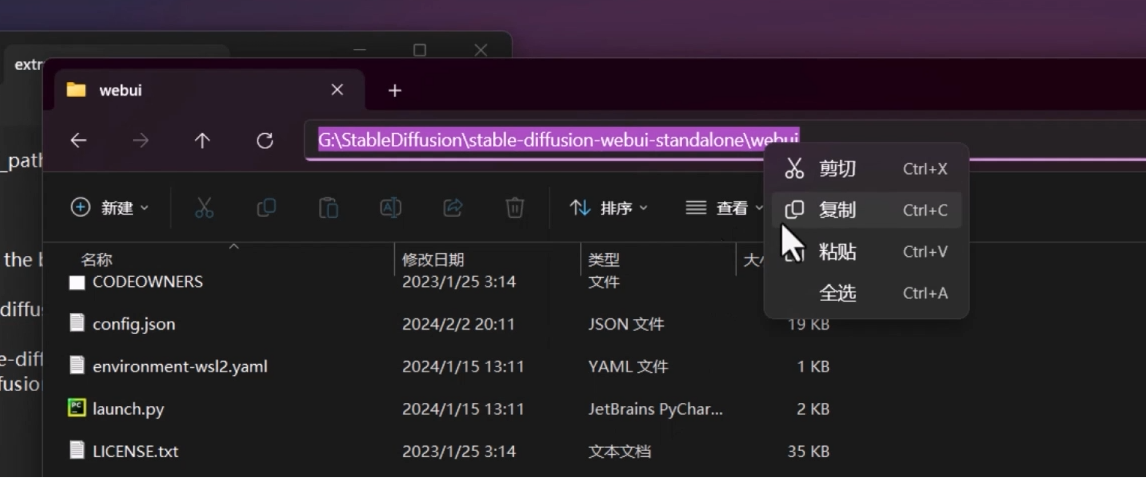 extr
webui
_path
G:\StableDiffusion\stable-diffusion-webui-standalone\webui
剪切 Ctrl+X
新建 排序 查看
复制 Ctrl+C
the b
粘贴 Ctrl+V
名称 修改日期 类型
全选 Ctrl+A
CODEOWNERS 2023/1/25 3:14 文件
diffus
config.json 2024/2/2 20:11 JSON 文件 19 KB
e-diff
environment-wsl2.yaml 2024/1/15 13:11 YAML 文件 1 KB
fusion
launch.py 2024/1/15 13:11 JetBrains PyChar... 2 KB
LICENSE.txt 2023/1/25 3:14 文本文档 35 KB